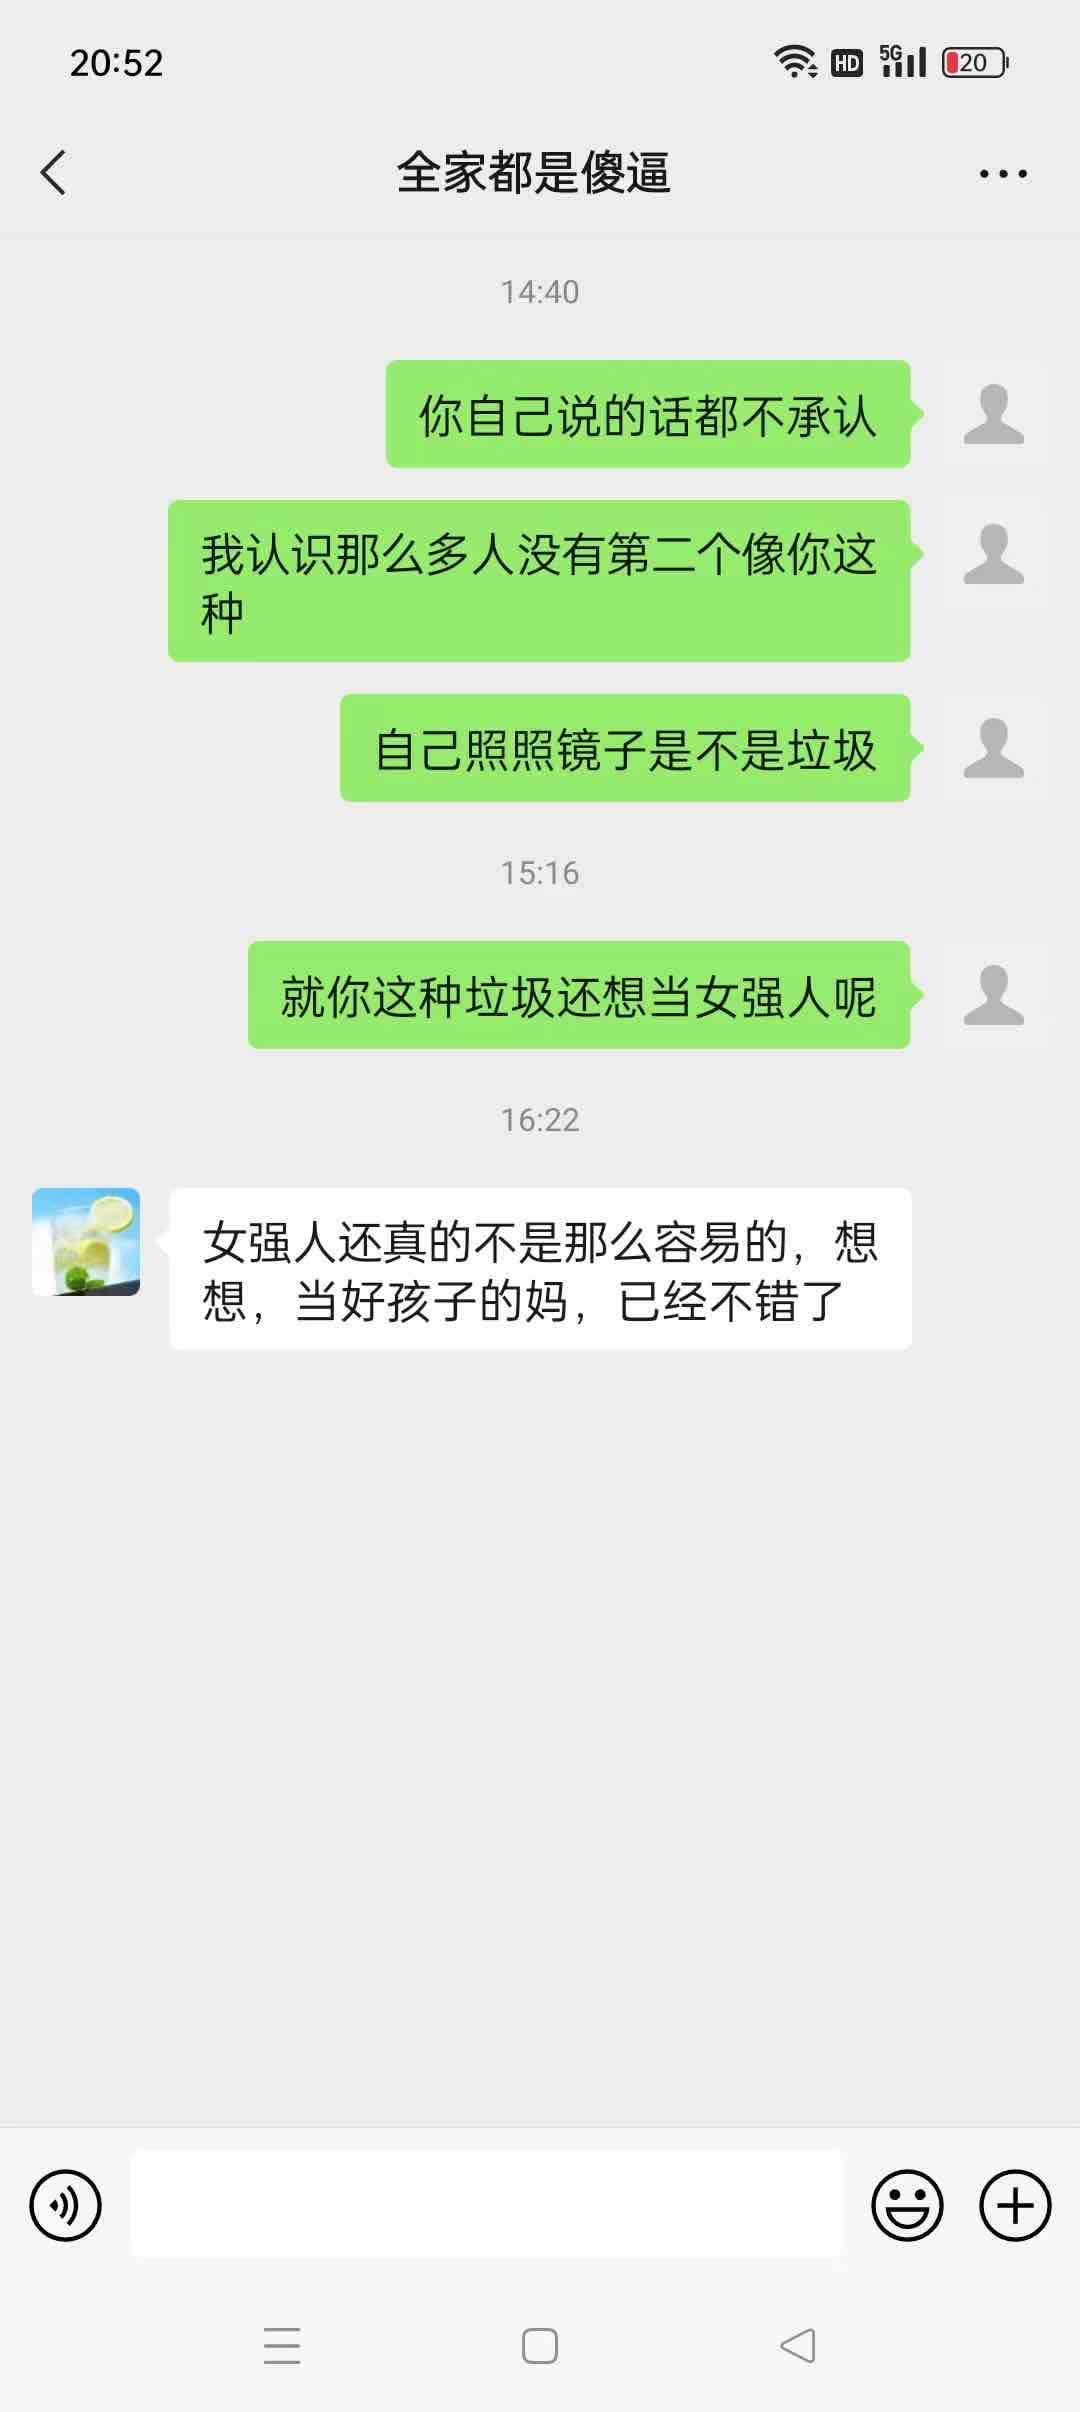 20:52
HD
5G
20
全家都是傻逼
14:40
你自己说的话都不承认
我认识那么多人没有第二个像你这
种
自己照照镜子是不是垃圾
15:16
就你这种垃圾还想当女强人呢
16:22
女强人还真的不是那么容易的，想
想，当好孩子的妈，已经不错了